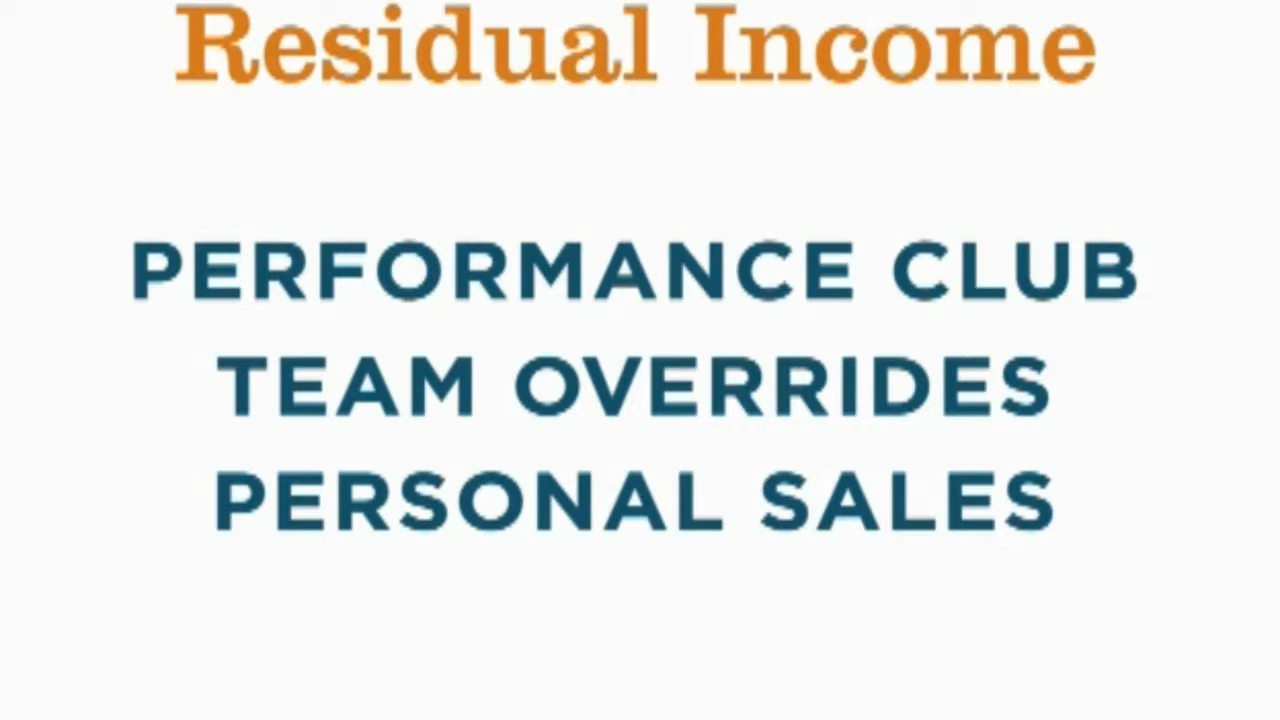 Residual Income
PERFORMANCE CLUB
TEAM OVERRIDES
PERSONAL SALES